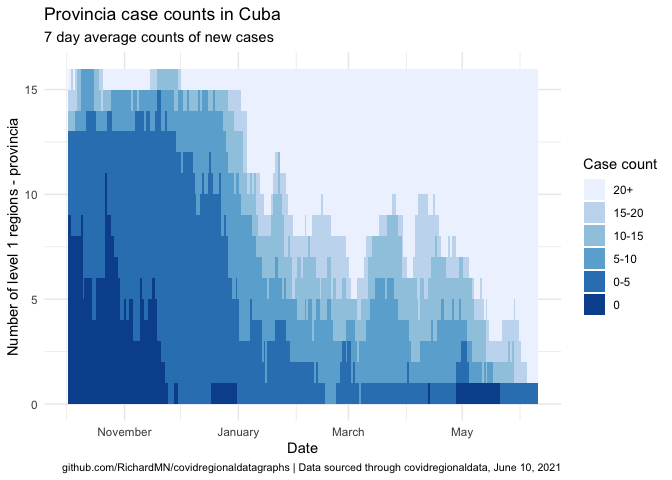 Provincia case counts in Cuba
7 day average counts of new cases
Number of level 1 regions - provincia
15
10
5
0
November
January
March
May
Date
Case count
20+
15-20
10-15
5-10
0-5
0
github.com/RichardMN/covidregionaldatagraphs | Data sourced through covidregionaldata, June 10, 2021